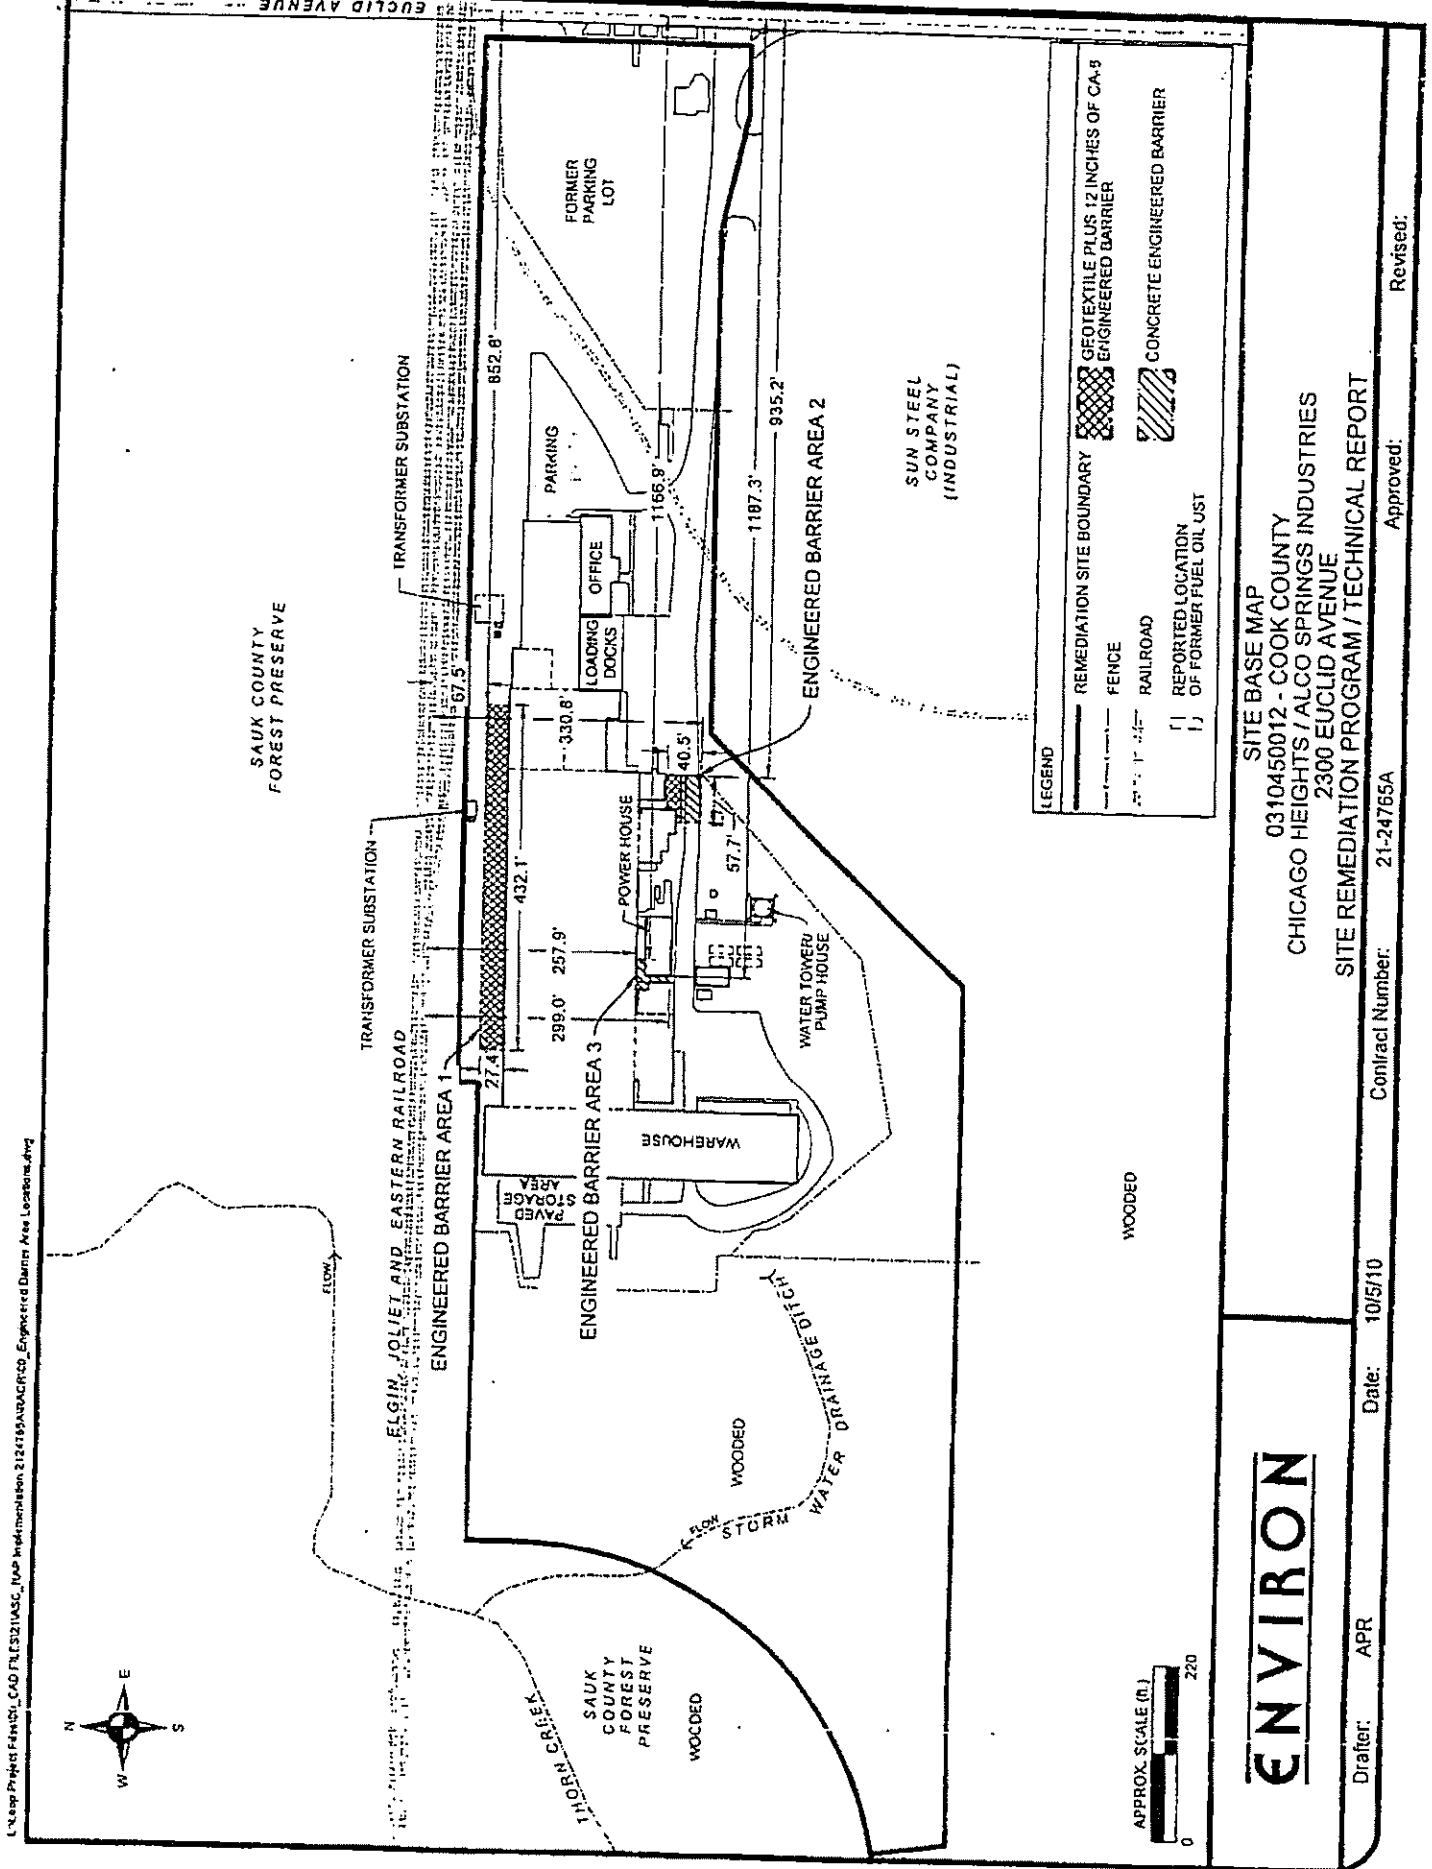 N
W
E
S
SAUK COUNTY
FOREST PRESERVE
EUCLID AVENUE
FLOW
ELGIN, JOLIET AND EASTERN RAILROAD
TRANSFORMER SUBSTATION
TRANSFORMER SUBSTATION
ENGINEERED BARRIER AREA 1
27.4'
67.5'
852.8'
432.1'
299.0'
257.9'
330.8'
PARKING
FORMER
PARKING
LOT
LOADING
DOCKS
OFFICE
1166.9'
POWER HOUSE
40.5'
57.7'
1187.3'
935.2'
PAVED
STORAGE
AREA
WAREHOUSE
ENGINEERED BARRIER AREA 3
ENGINEERED BARRIER AREA 2
WATER TOWER/
PUMP HOUSE
SUN STEEL
COMPANY
(INDUSTRIAL)
THORN CREEK
SAUK
COUNTY
FOREST
PRESERVE
WOODED
FLOW
STORM WATER DRAINAGE DITCH
WOODED
WOODED
APPROX. SCALE (ft.)
0
220
LEGEND
REMEDIATION SITE BOUNDARY
FENCE
RAILROAD
REPORTED LOCATION
OF FORMER FUEL OIL UST
GEOTEXTILE PLUS 12 INCHES OF CA-6
ENGINEERED BARRIER
CONCRETE ENGINEERED BARRIER
ENVIRON
SITE BASE MAP
0310450012 - COOK COUNTY
CHICAGO HEIGHTS / ALCO SPRINGS INDUSTRIES
2300 EUCLID AVENUE
SITE REMEDIATION PROGRAM / TECHNICAL REPORT
Drafter: APR
Date: 10/5/10
Contract Number: 21-24765A
Approved:
Revised: